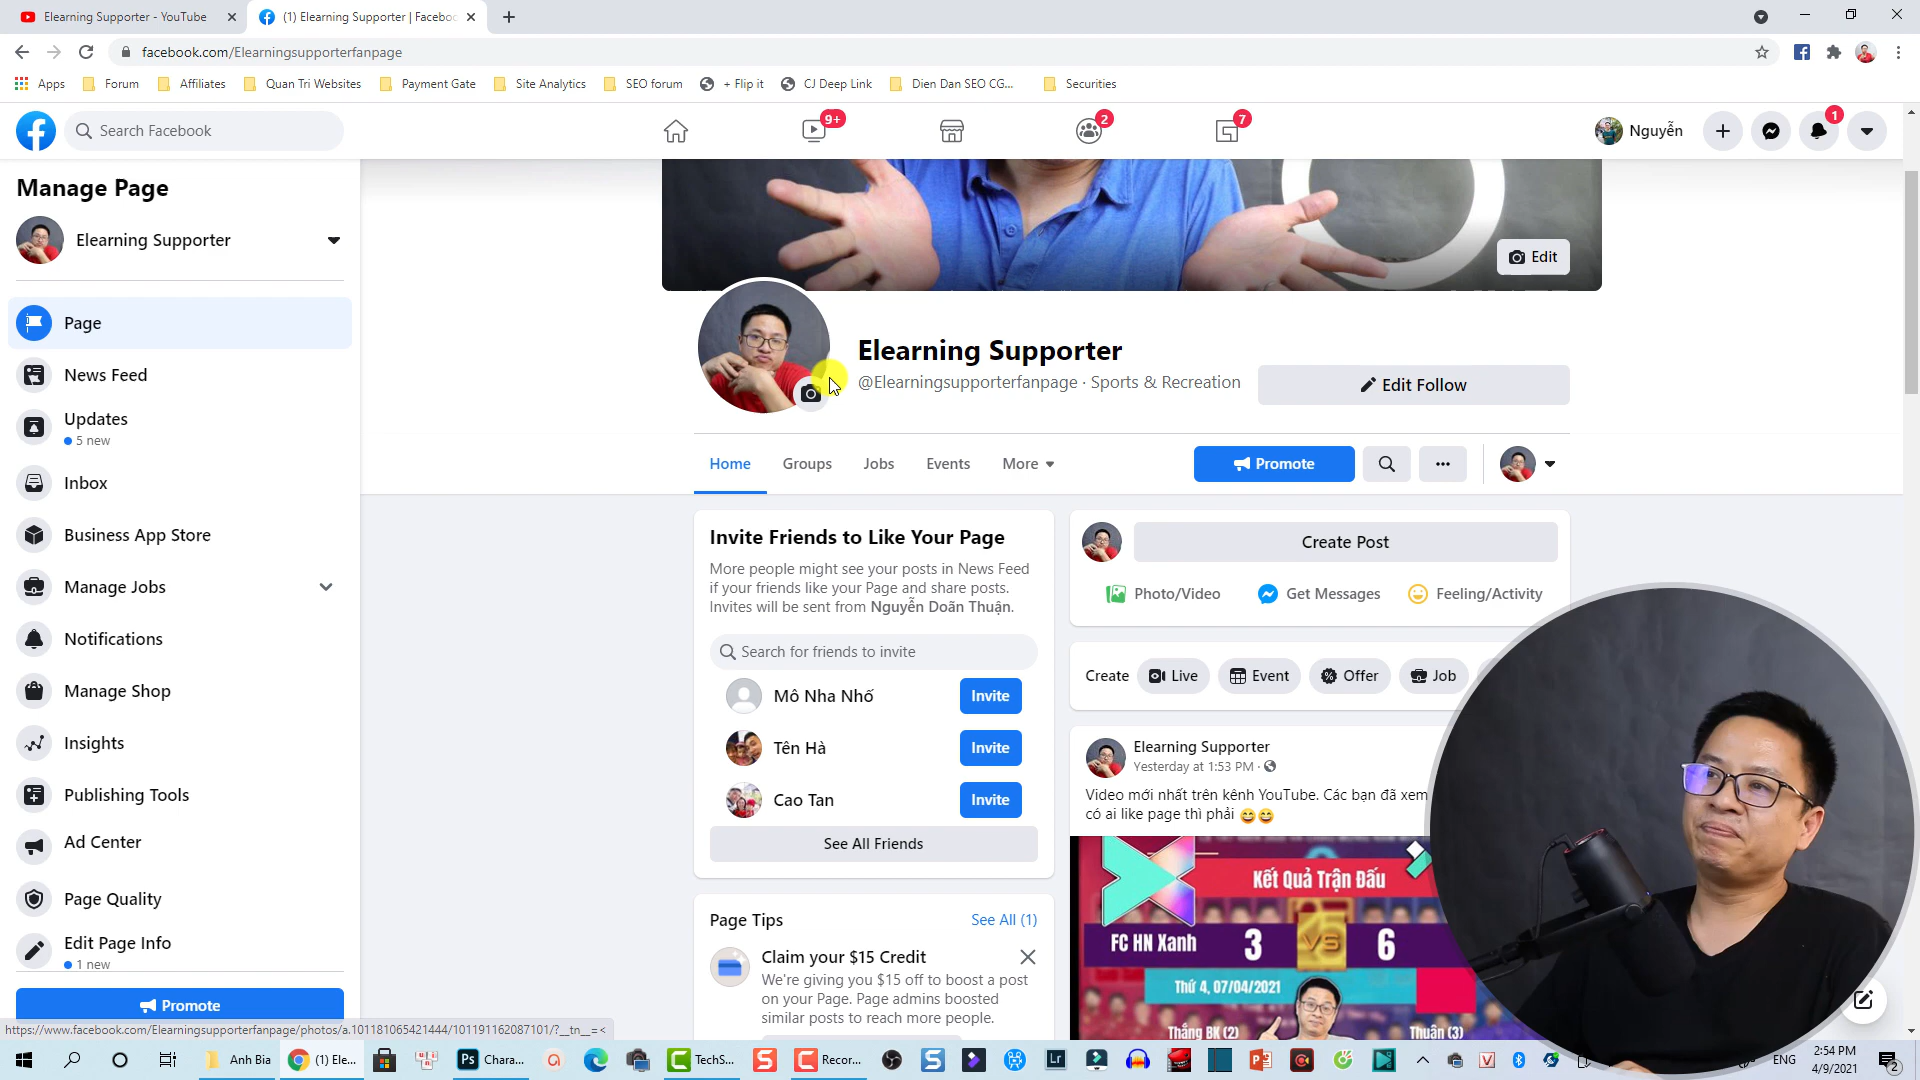 Elearning Supporter - YouTube
(1) Elearning Supporter | Facebo
facebook.com/Elearningsupporterfanpage
Apps
Forum
Affiliates
Quan Tri Websites
Payment Gate
Site Analytics
SEO forum
+ Flip it
CJ Deep Link
Dien Dan SEO CG...
Securities
Search Facebook
9+
2
7
Nguyễn
1
Manage Page
Elearning Supporter
Page
News Feed
Updates
5 new
Inbox
Business App Store
Manage Jobs
Notifications
Manage Shop
Insights
Publishing Tools
Ad Center
Page Quality
Edit Page Info
1 new
Promote
https://www.facebook.com/Elearningsupporterfanpage/photos/a.101181065421444/101191162087101/?__tn__=<
Edit
Elearning Supporter
@Elearningsupporterfanpage · Sports & Recreation
Edit Follow
Home
Groups
Jobs
Events
More
Promote
Invite Friends to Like Your Page
More people might see your posts in News Feed
if your friends like your Page and share posts.
Invites will be sent from Nguyễn Doãn Thuận.
Search for friends to invite
Mô Nha Nhố
Invite
Tên Hà
Invite
Cao Tan
Invite
See All Friends
Page Tips
See All (1)
Claim your $15 Credit
We're giving you $15 off to boost a post
on your Page. Page admins boosted
similar posts to reach more people.
Create Post
Photo/Video
Get Messages
Feeling/Activity
Create
Live
Event
Offer
Job
Elearning Supporter
Yesterday at 1:53 PM ·
Video mới nhất trên kênh YouTube. Các bạn đã xem
có ai like page thì phải
Kết Quả Trận Đấu
FC HN Xanh
3
VS
6
Thứ 4, 07/04/2021
Thắng BK (2)
Thuận (3)
Anh Bia
(1) Ele...
Ps
Chara...
TechS...
Recor...
Lr
ENG
2:54 PM
4/9/2021
2